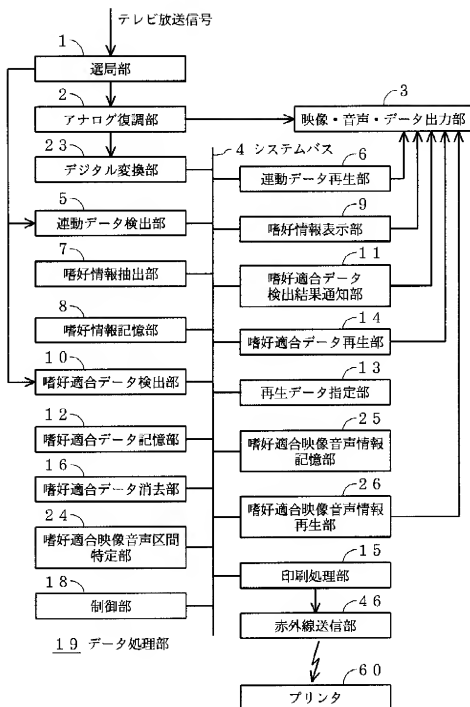 テレビ放送信号
1
選局部
2
アナログ復調部
3
映像・音声・データ出力部
23
デジタル変換部
4 システムバス
5
連動データ検出部
6
連動データ再生部
7
嗜好情報抽出部
9
嗜好情報表示部
8
嗜好情報記憶部
11
嗜好適合データ
検出結果通知部
10
嗜好適合データ検出部
14
嗜好適合データ再生部
12
嗜好適合データ記憶部
13
再生データ指定部
16
嗜好適合データ消去部
25
嗜好適合映像音声情報
記憶部
24
嗜好適合映像音声区間
特定部
26
嗜好適合映像音声情報
再生部
18
制御部
15
印刷処理部
19 データ処理部
46
赤外線送信部
60
プリンタ